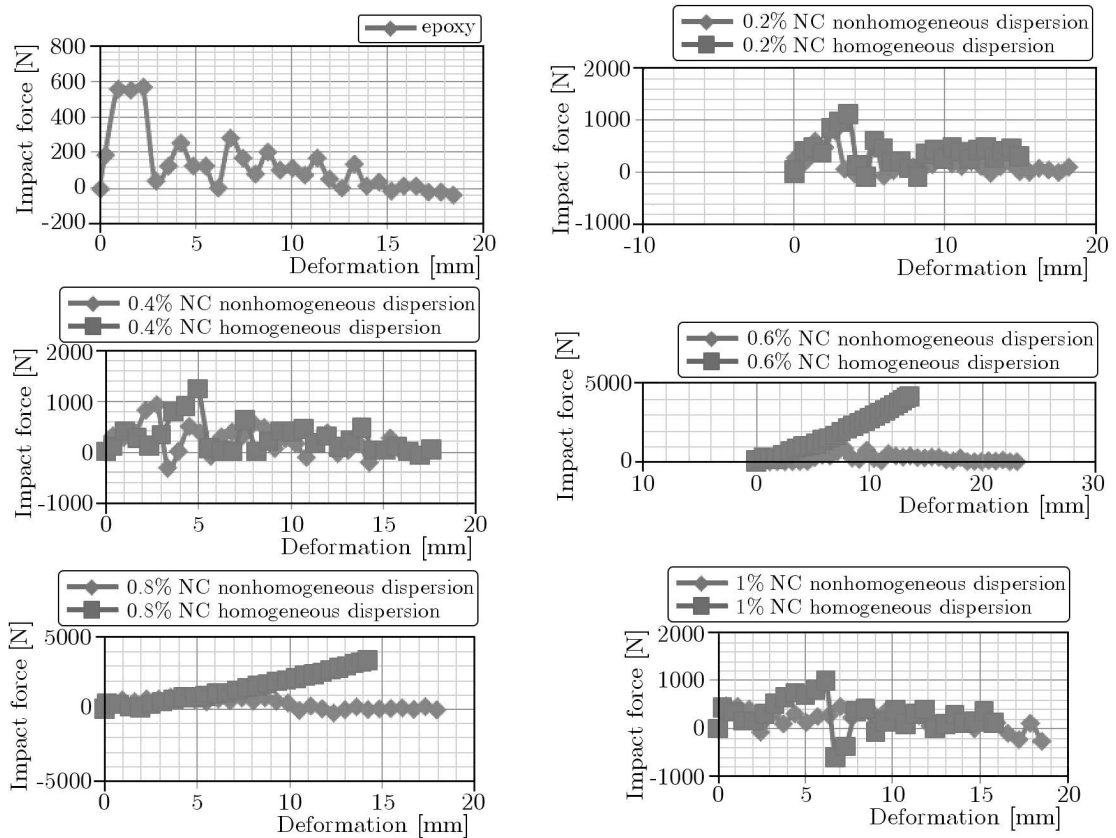 epoxy
Impact force [N]
800
600
400
200
0
-200
0 5 10 15 20
Deformation [mm]
0.2% NC nonhomogeneous dispersion
0.2% NC homogeneous dispersion
Impact force [N]
2000
1000
0
-1000
-10 0 10 20
Deformation [mm]
0.4% NC nonhomogeneous dispersion
0.4% NC homogeneous dispersion
Impact force [N]
2000
1000
0
-1000
0 5 10 15 20
Deformation [mm]
0.6% NC nonhomogeneous dispersion
0.6% NC homogeneous dispersion
Impact force [N]
5000
0
10 0 10 20 30
Deformation [mm]
0.8% NC nonhomogeneous dispersion
0.8% NC homogeneous dispersion
Impact force [N]
5000
0
-5000
0 5 10 15 20
Deformation [mm]
1% NC nonhomogeneous dispersion
1% NC homogeneous dispersion
Impact force [N]
2000
1000
0
-1000
0 5 10 15 20
Deformation [mm]